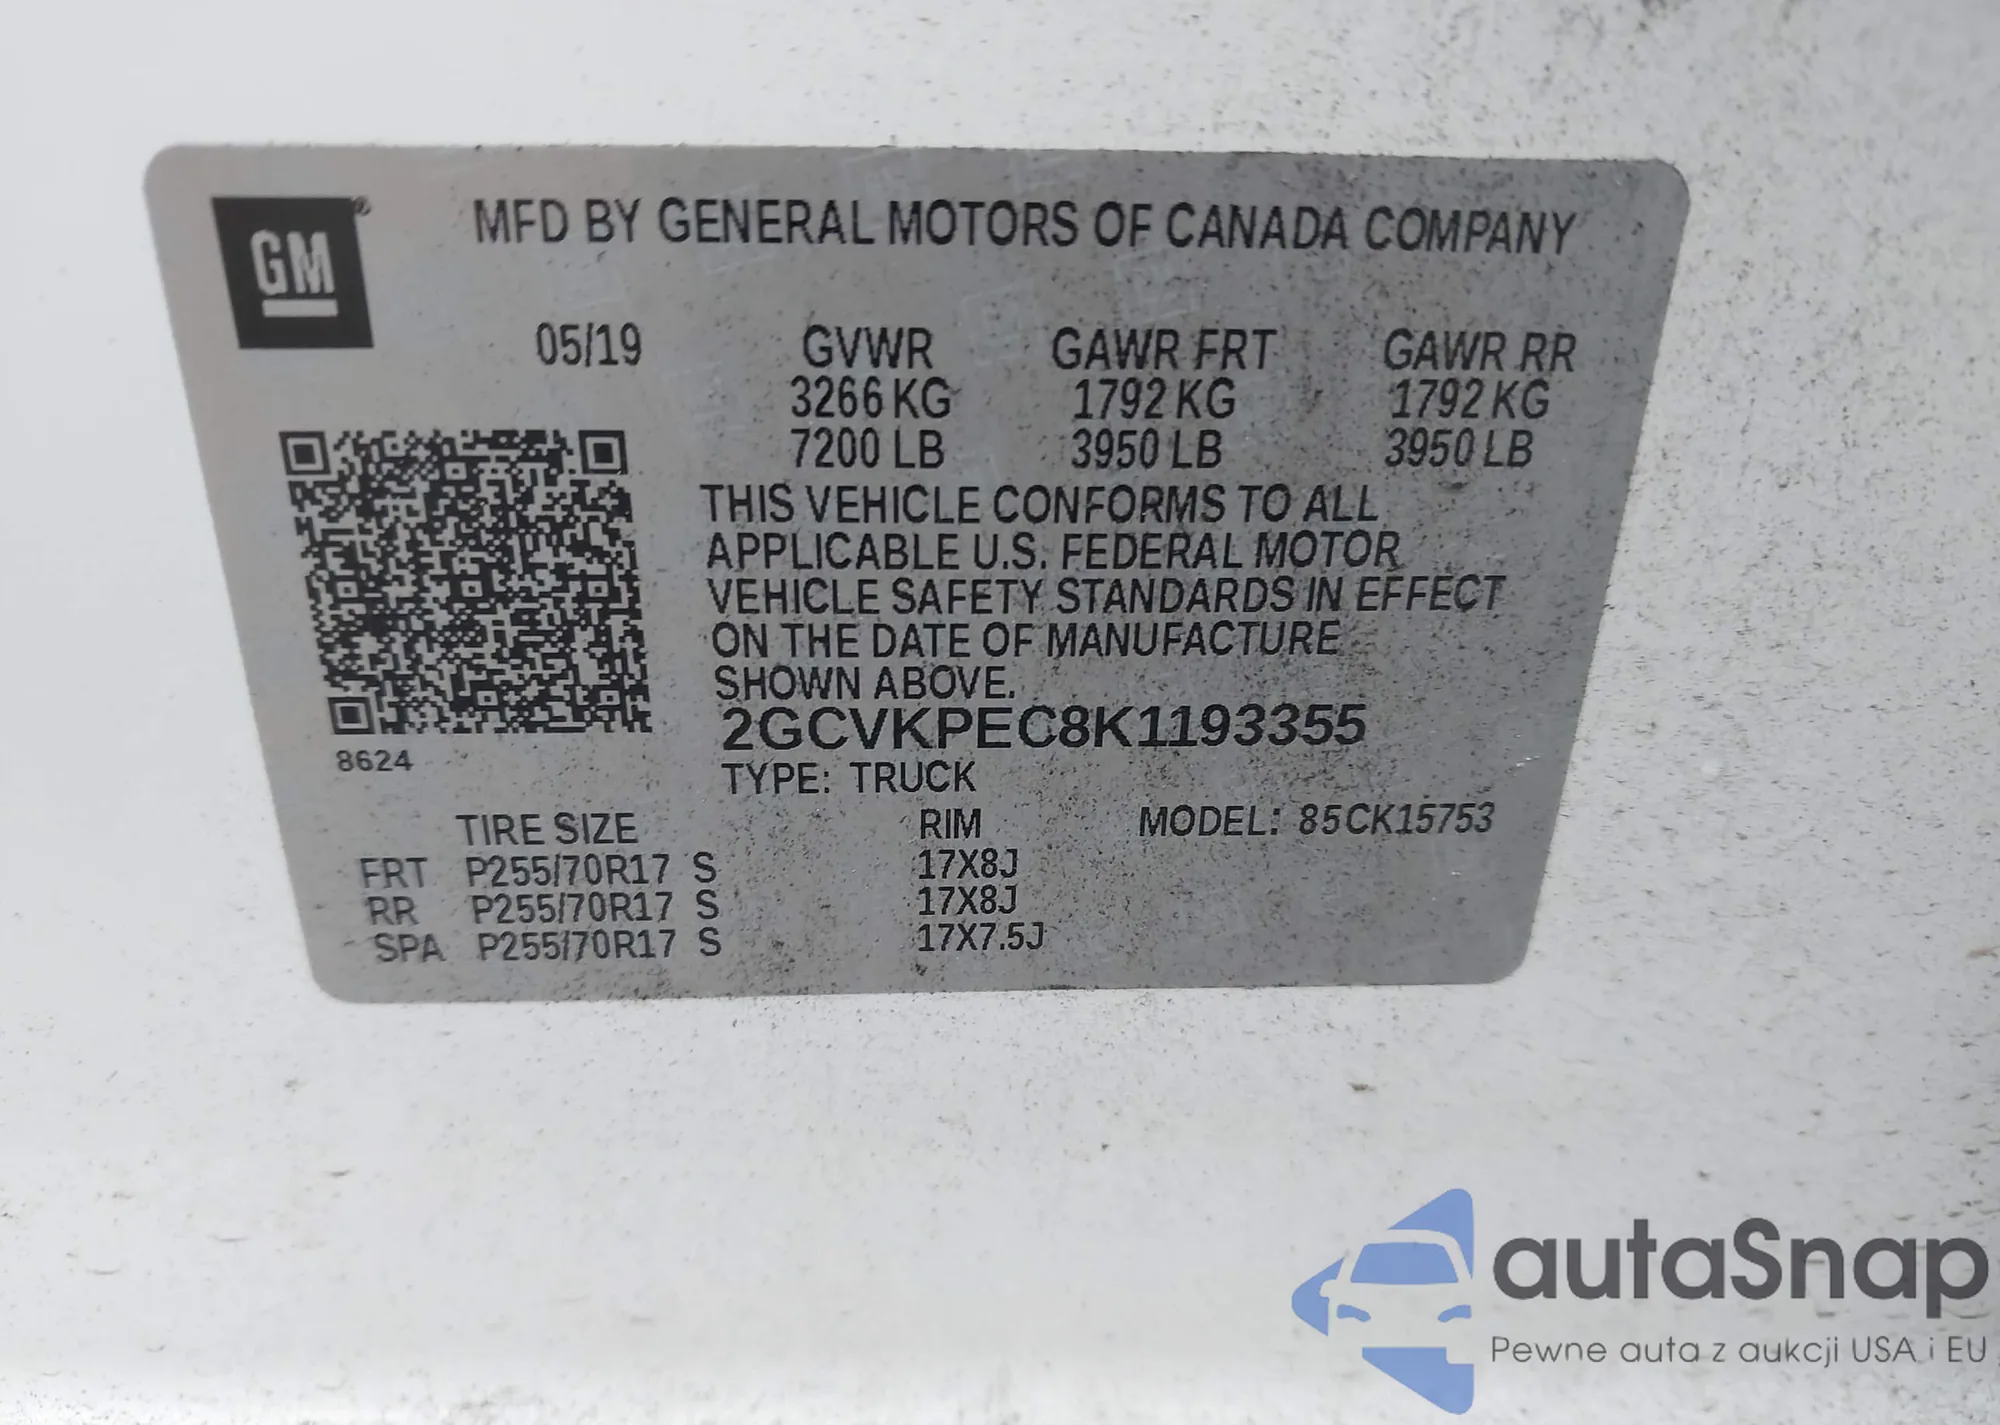 GM®
MFD BY GENERAL MOTORS OF CANADA COMPANY
05/19 GVWR GAWR FRT GAWR RR
3266 KG 1792 KG 1792 KG
7200 LB 3950 LB 3950 LB
THIS VEHICLE CONFORMS TO ALL
APPLICABLE U.S. FEDERAL MOTOR
VEHICLE SAFETY STANDARDS IN EFFECT
ON THE DATE OF MANUFACTURE
SHOWN ABOVE.
2GCVKPEC8K1193355
8624
TYPE: TRUCK
TIRE SIZE RIM MODEL: 85CK15753
FRT P255/70R17 S 17X8J
RR P255/70R17 S 17X8J
SPA P255/70R17 S 17X7.5J
autaSnap
Pewne auta z aukcji USA i EU